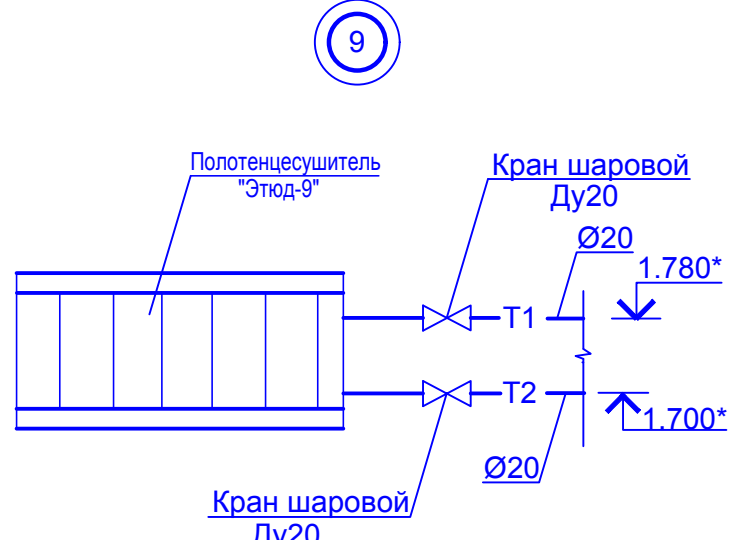 9
Полотенцесушитель
"Этюд-9"
Кран шаровой
Ду20
Ø20
1.780*
Т1
Т2
1.700*
Ø20
Кран шаровой
Ду20